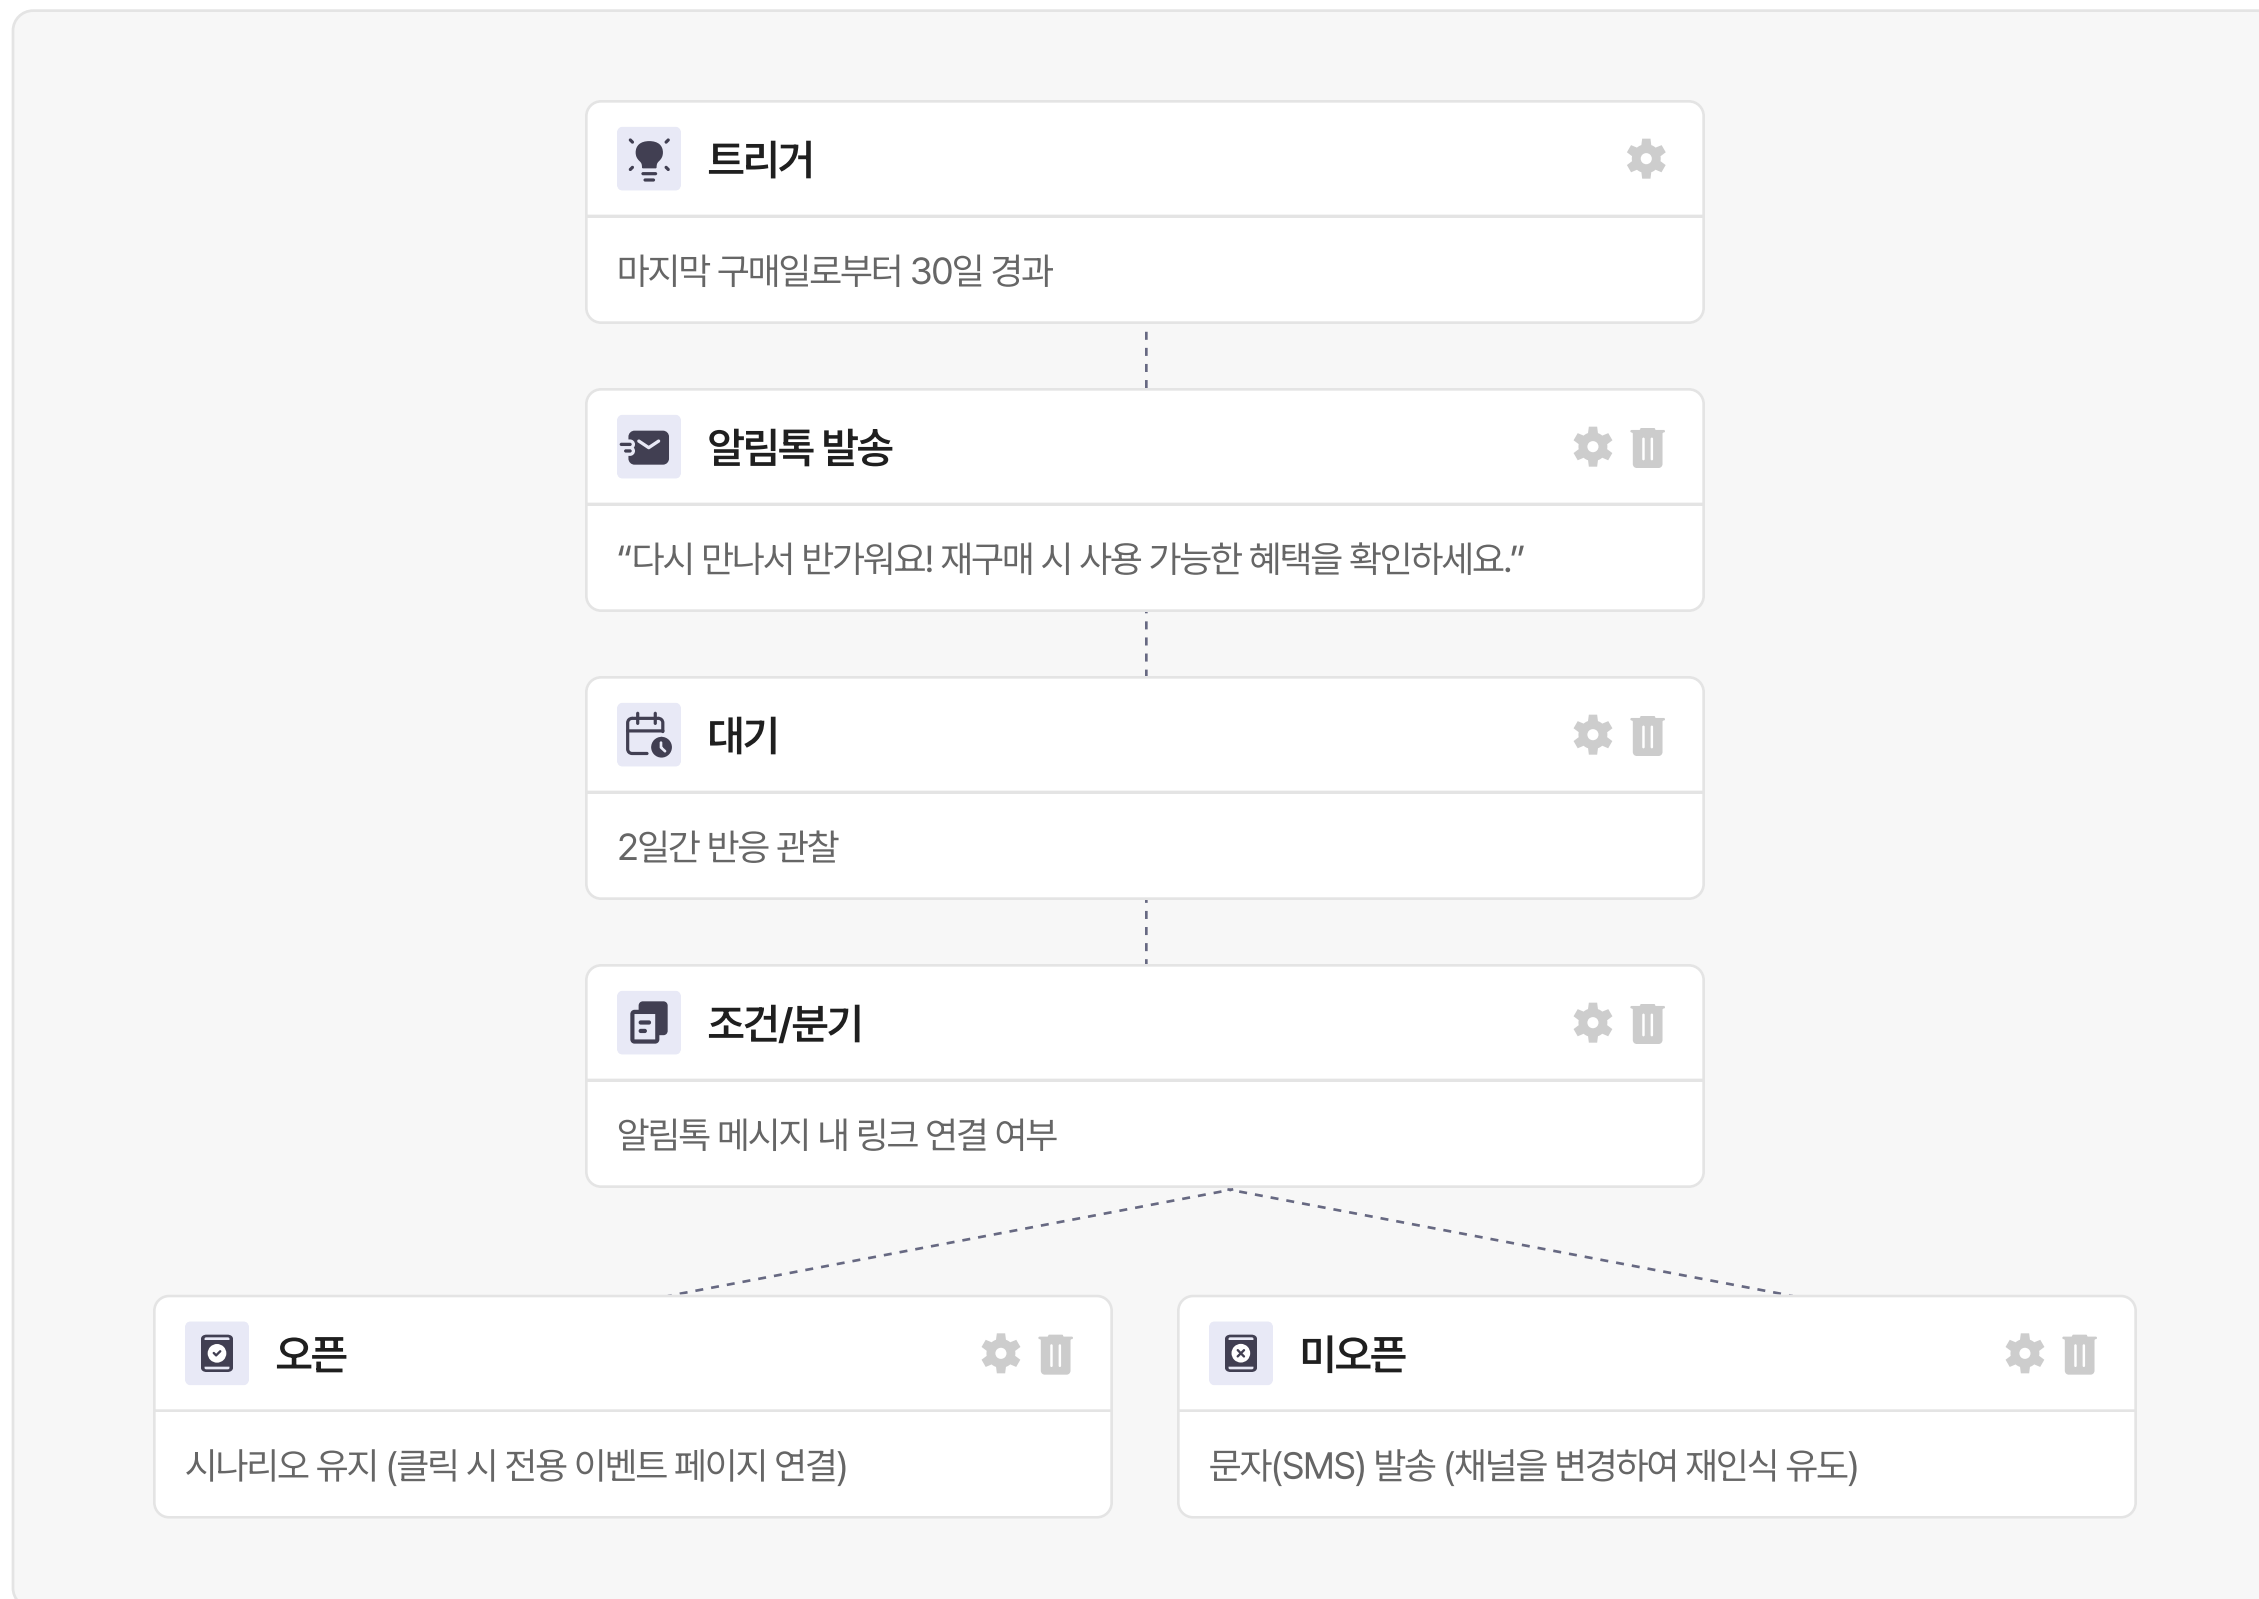 트리거
마지막 구매일로부터 30일 경과
알림톡 발송
“다시 만나서 반가워요! 재구매 시 사용 가능한 혜택을 확인하세요.”
대기
2일간 반응 관찰
조건/분기
알림톡 메시지 내 링크 연결 여부
오픈
시나리오 유지 (클릭 시 전용 이벤트 페이지 연결)
미오픈
문자(SMS) 발송 (채널을 변경하여 재인식 유도)